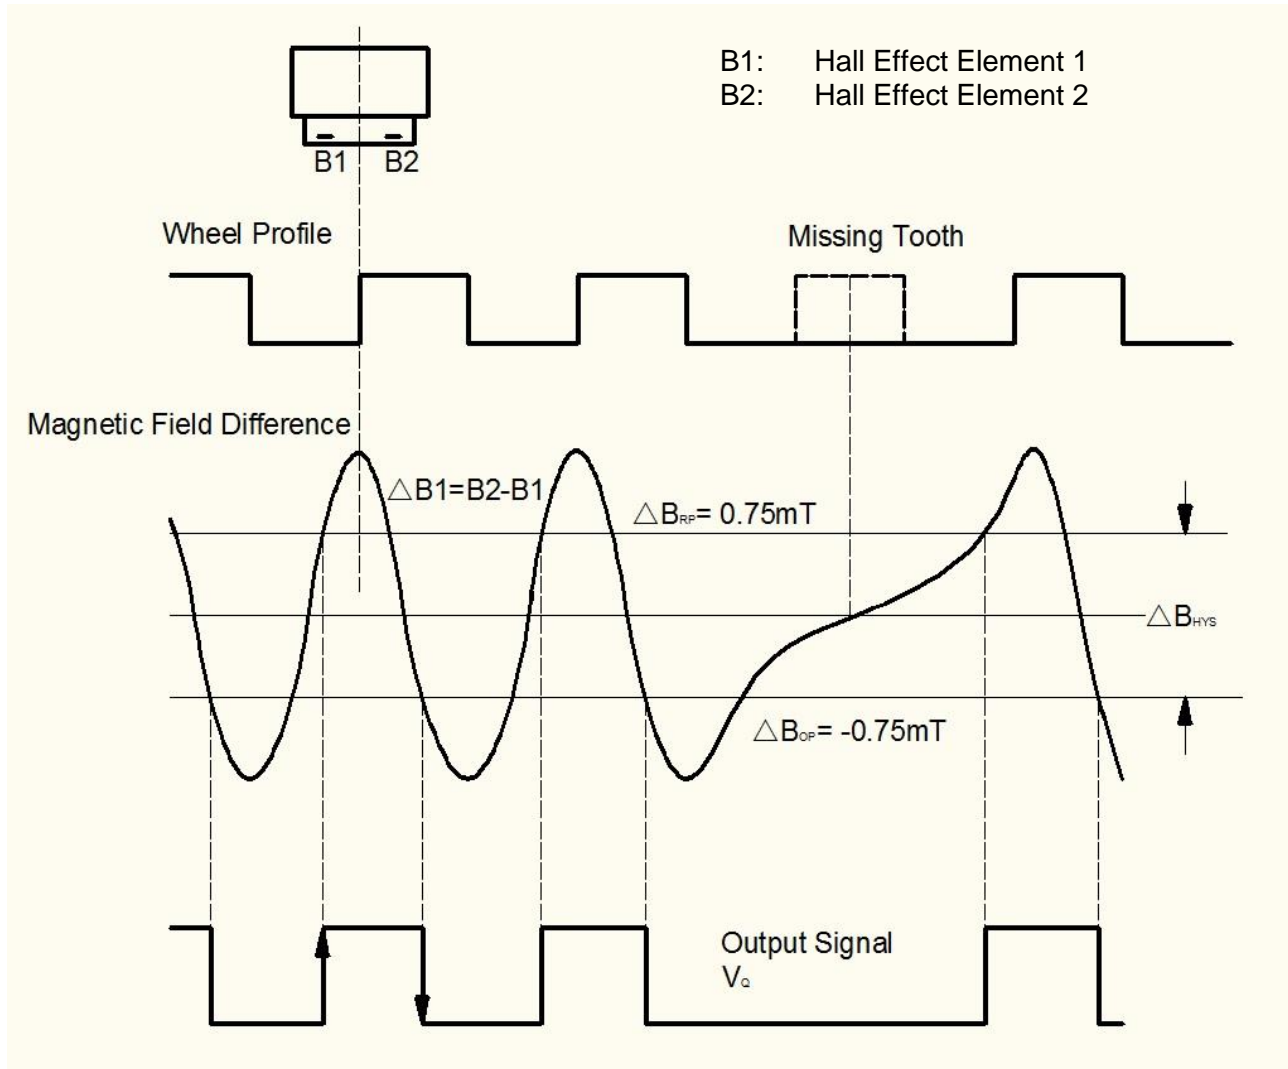 B1: Hall Effect Element 1
B2: Hall Effect Element 2
B1 B2
Wheel Profile
Missing Tooth
Magnetic Field Difference
△B1=B2-B1
△BRP= 0.75mT
△BHYS
△BOP= -0.75mT
Output Signal
VQ